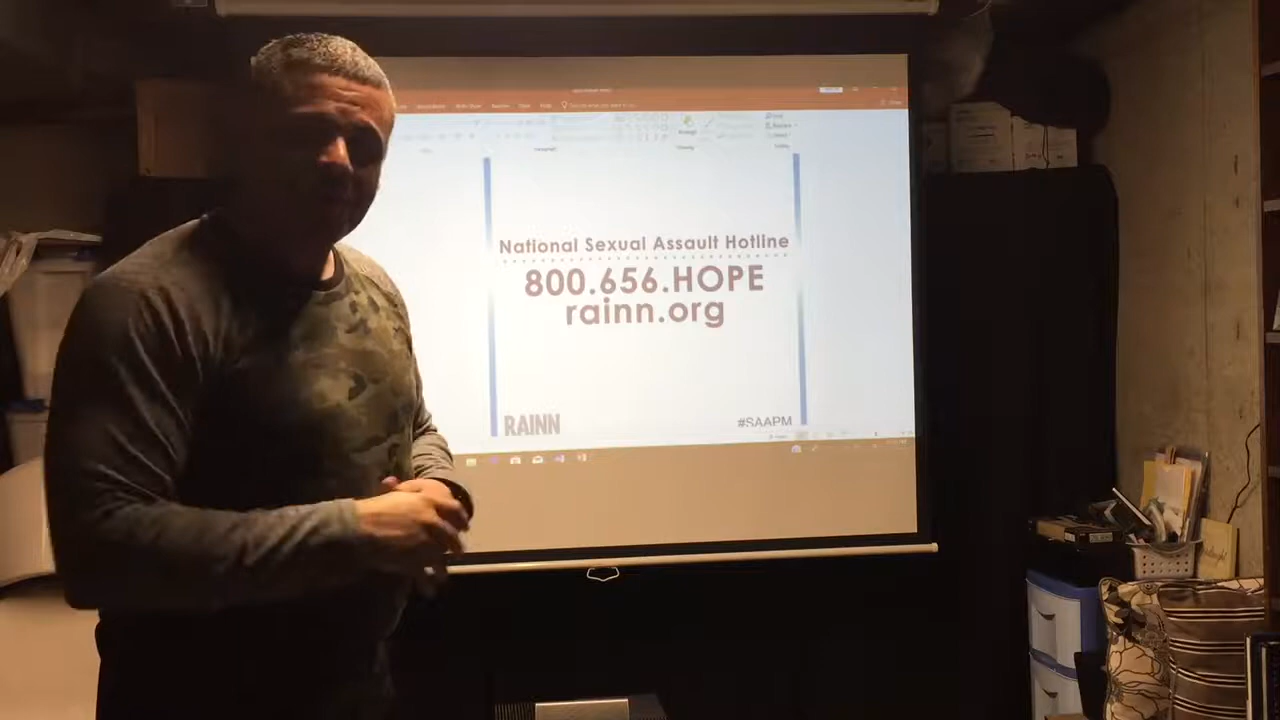 National Sexual Assault Hotline
800.656.HOPE
rainn.org
RAINN
#SAAPM